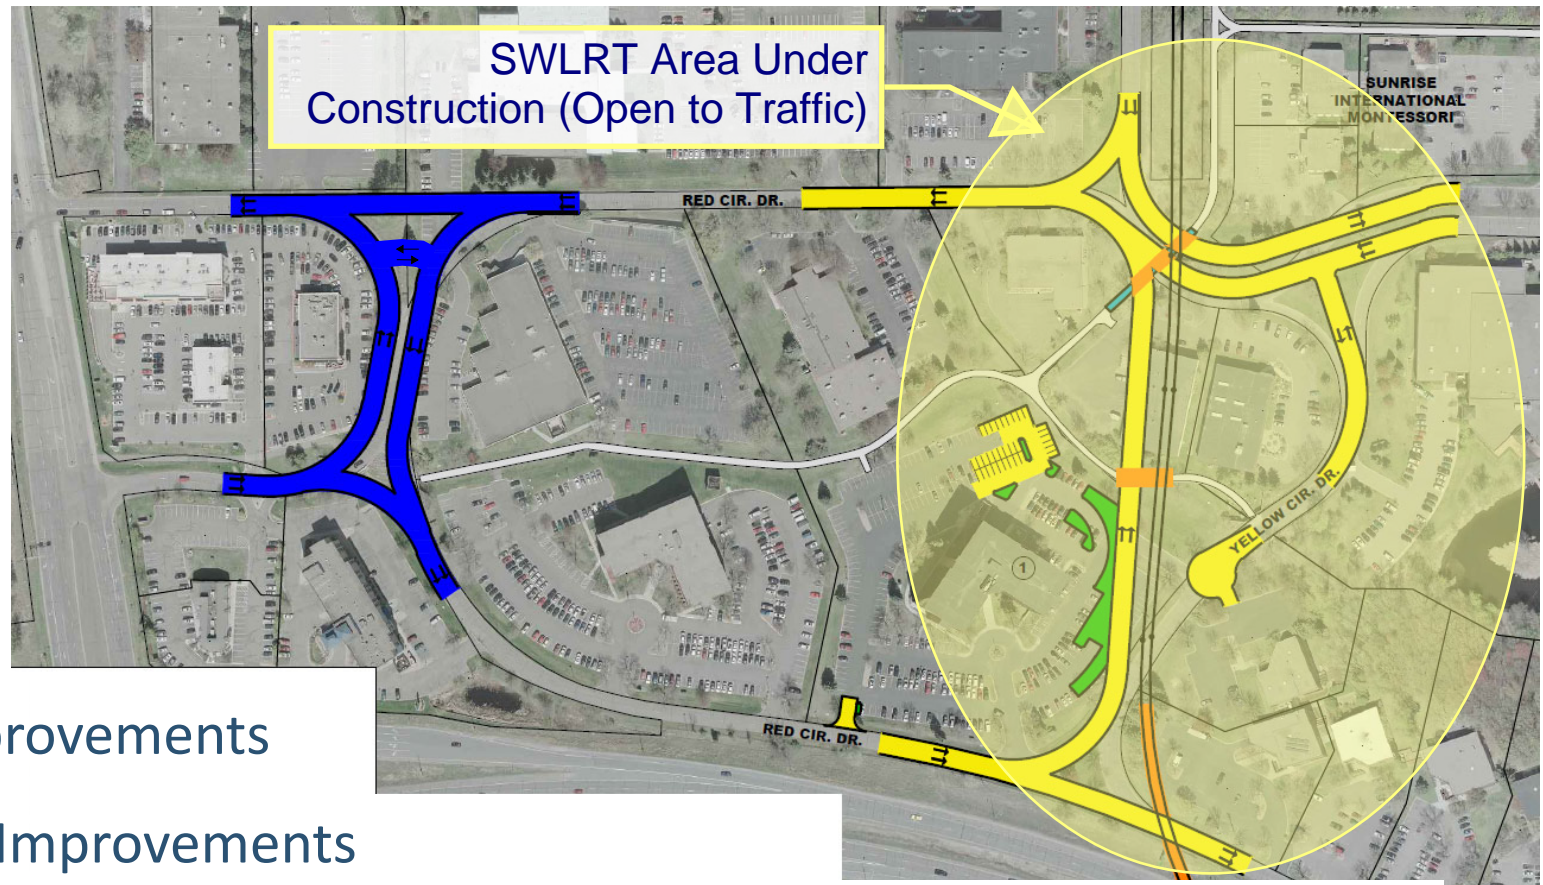 SWLRT Area Under
Construction (Open to Traffic)
SUNRISE
INTERNATIONAL
MONTESSORI
RED CIR. DR.
YELLOW CIR. DR.
1
RED CIR. DR.
Improvements